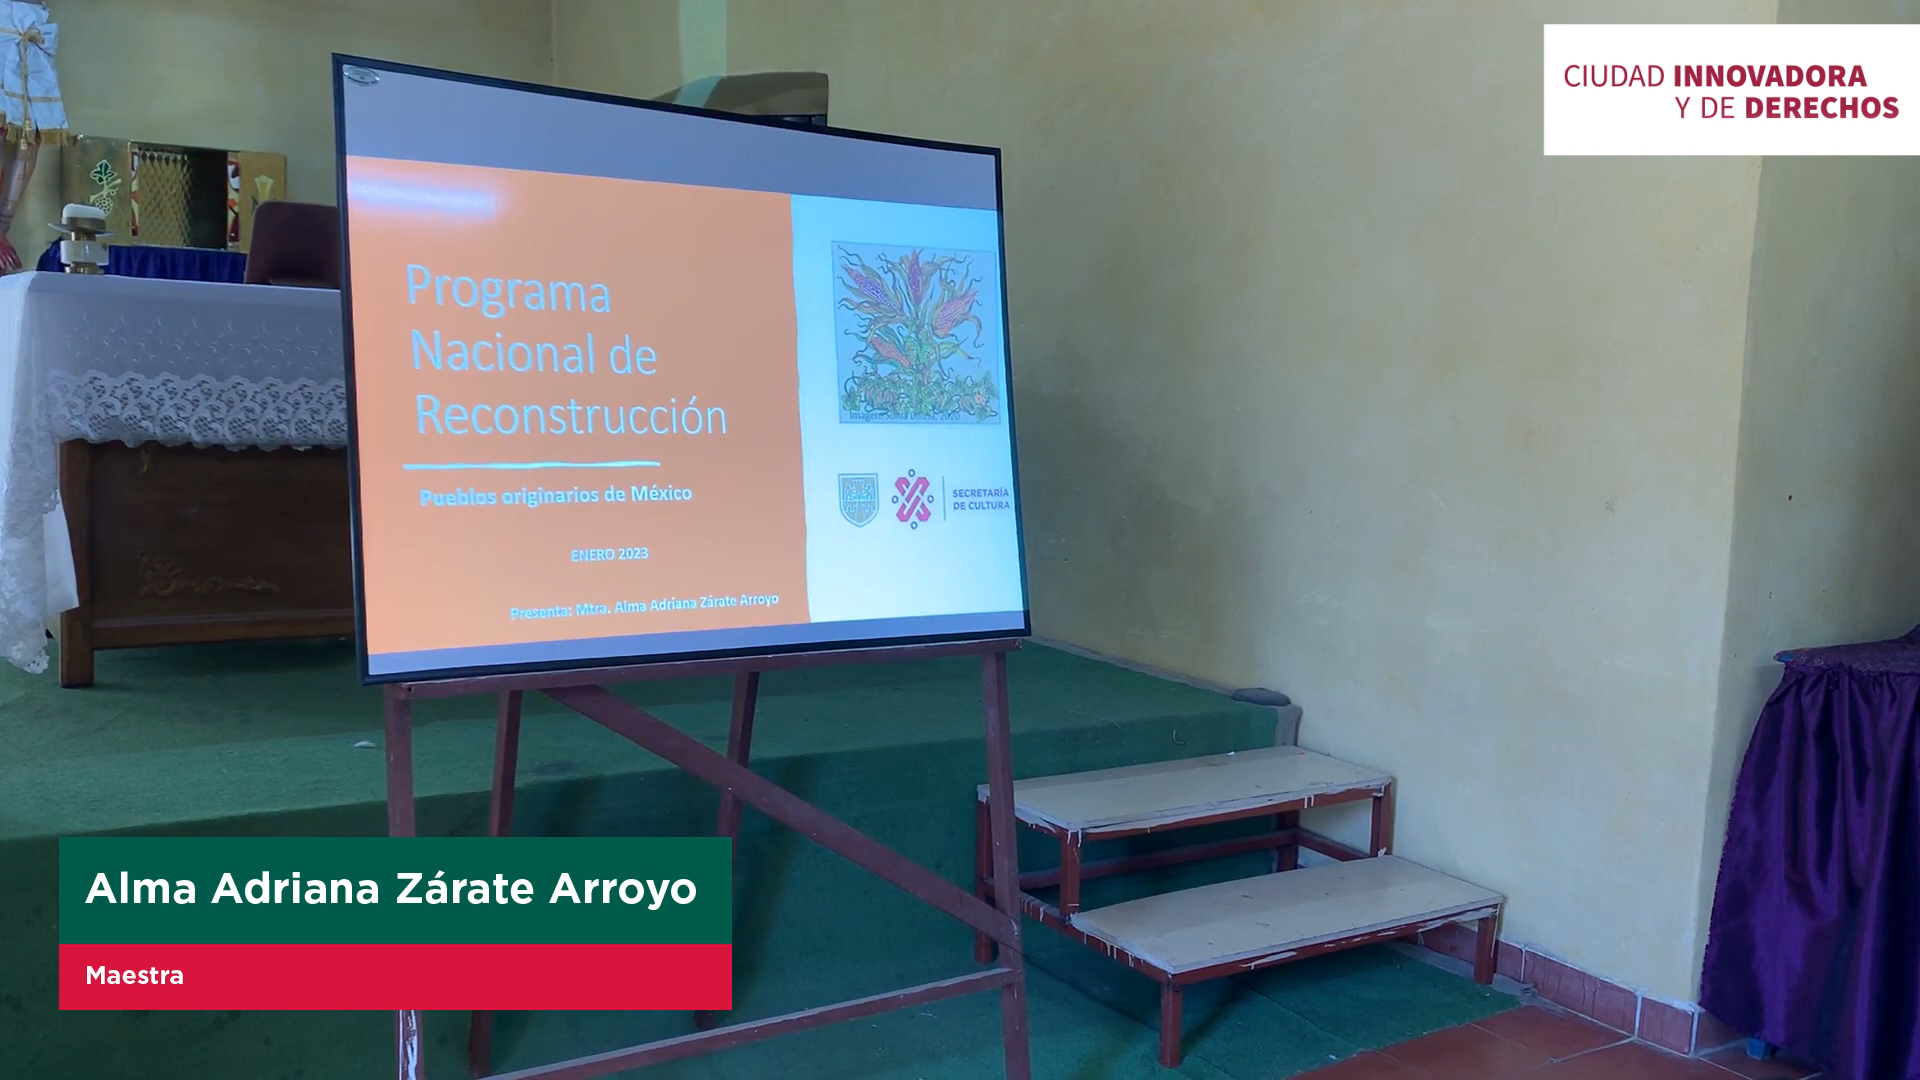 CIUDAD INNOVADORA
Y DE DERECHOS
Programa
Nacional de
Reconstrucción
Pueblos originarios de México
ENERO 2023
Presenta: Mtra. Alma Adriana Zárate Arroyo
SECRETARÍA
DE CULTURA
Alma Adriana Zárate Arroyo
Maestra